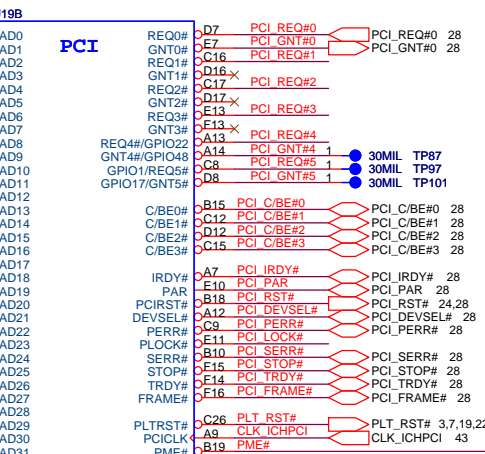 J19B
PCI
AD0 REQ0# D7 PCI_REQ#0 PCI_REQ#0 28
AD1 GNT0# E7 PCI_GNT#0 PCI_GNT#0 28
AD2 REQ1# C16 PCI_REQ#1
AD3 GNT1# D16
AD4 REQ2# C17 PCI_REQ#2
AD5 GNT2# D17
AD6 REQ3# E13 PCI_REQ#3
AD7 GNT3# F13
AD8 REQ4#/GPIO22 A13 PCI_REQ#4
AD9 GNT4#/GPIO48 A14 PCI_GNT#4 1 30MIL TP87
AD10 GPIO1/REQ5# C8 PCI_REQ#5 1 30MIL TP97
AD11 GPIO17/GNT5# D8 PCI_GNT#5 1 30MIL TP101
AD12
AD13 C/BE0# B15 PCI_C/BE#0 PCI_C/BE#0 28
AD14 C/BE1# C12 PCI_C/BE#1 PCI_C/BE#1 28
AD15 C/BE2# D12 PCI_C/BE#2 PCI_C/BE#2 28
AD16 C/BE3# C15 PCI_C/BE#3 PCI_C/BE#3 28
AD17
AD18 IRDY# A7 PCI_IRDY# PCI_IRDY# 28
AD19 PAR E10 PCI_PAR PCI_PAR 28
AD20 PCIRST# B18 PCI_RST# PCI_RST# 24,28
AD21 DEVSEL# A12 PCI_DEVSEL# PCI_DEVSEL# 28
AD22 PERR# C9 PCI_PERR# PCI_PERR# 28
AD23 PLOCK# E11 PCI_LOCK#
AD24 SERR# B10 PCI_SERR# PCI_SERR# 28
AD25 STOP# F15 PCI_STOP# PCI_STOP# 28
AD26 TRDY# F14 PCI_TRDY# PCI_TRDY# 28
AD27 FRAME# F16 PCI_FRAME# PCI_FRAME# 28
AD28
AD29 PLTRST# C26 PLT_RST# PLT_RST# 3,7,19,22
AD30 PCICLK A9 CLK_ICHPCI CLK_ICHPCI 43
AD31 PME# B19 PME#